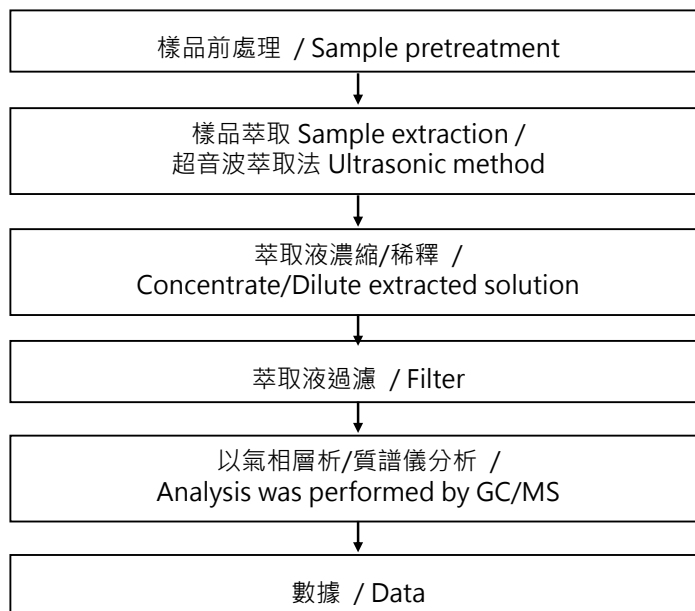 樣品前處理 / Sample pretreatment
樣品萃取 Sample extraction /
超音波萃取法 Ultrasonic method
萃取液濃縮/稀釋 /
Concentrate/Dilute extracted solution
萃取液過濾 / Filter
以氣相層析/質譜儀分析 /
Analysis was performed by GC/MS
數據 / Data